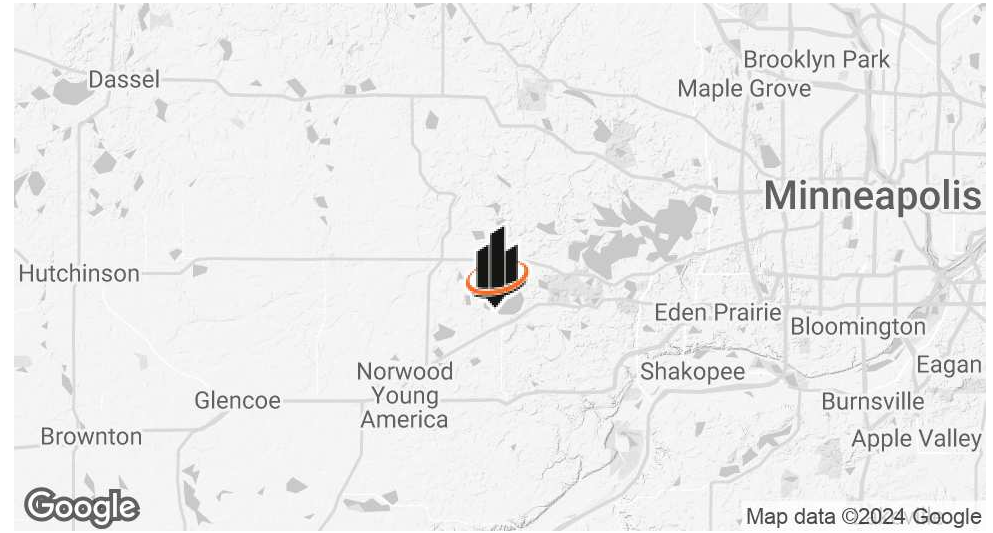 Brooklyn Park
Dassel
Maple Grove
Minneapolis
Hutchinson
Eden Prairie
Bloomington
Norwood
Young
America
Shakopee
Eagan
Glencoe
Burnsville
Brownton
Apple Valley
Google
Map data ©2024 Google